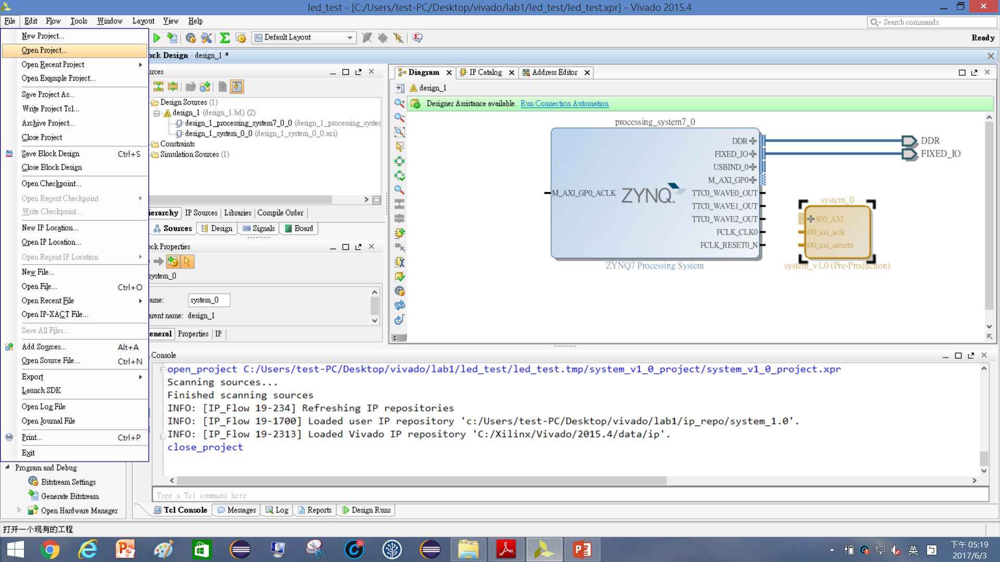 led_test - [C:/Users/test-PC/Desktop/vivado/lab1/led_test/led_test.xpr] - Vivado 2015.4
File Edit Flow Tools Window Layout View Help
Search commands
New Project...
Open Project...
Open Recent Project
Open Example Project...
Save Project As...
Write Project Tcl...
Archive Project...
Close Project
Save Block Design Ctrl+S
Close Block Design
Open Checkpoint...
Open Recent Checkpoint
Write Checkpoint...
New IP Location...
Open IP Location...
Open Recent IP Location
New File...
Open File... Ctrl+O
Open Recent File
Open IP-XACT File...
Save All Files...
Add Sources... Alt+A
Open Source File... Ctrl+N
Export
Launch SDK
Open Log File
Open Journal File
Print... Ctrl+P
Exit
Program and Debug
Bitstream Settings
Generate Bitstream
Open Hardware Manager
Default Layout
Ready
ock Design - design_1 *
urces
Design Sources (1)
design_1 (design_1.bd) (2)
design_1_processing_system7_0_0 (design_1_processing_syster
design_1_system_0_0 (design_1_system_0_0.xci)
Constraints
Simulation Sources (1)
ierarchy IP Sources Libraries Compile Order
Sources Design Signals Board
ock Properties
system_0
ame: system_0
arent name: design_1
eneral Properties IP
Diagram IP Catalog Address Editor
design_1
Designer Assistance available. Run Connection Automation
processing_system7_0
DDR
FIXED_IO
USBIND_0
M_AXI_GP0
M_AXI_GP0_ACLK
ZYNQ
TTC0_WAVE0_OUT
TTC0_WAVE1_OUT
TTC0_WAVE2_OUT
FCLK_CLK0
FCLK_RESET0_N
ZYNQ7 Processing System
DDR
FIXED_IO
system_0
S00_AXI
s00_axi_aclk
s00_axi_aresetn
system_v1.0 (Pre-Production)
Console
open_project C:/Users/test-PC/Desktop/vivado/lab1/led_test/led_test.tmp/system_v1_0_project/system_v1_0_project.xpr
Scanning sources...
Finished scanning sources
INFO: [IP_Flow 19-234] Refreshing IP repositories
INFO: [IP_Flow 19-1700] Loaded user IP repository 'c:/Users/test-PC/Desktop/vivado/lab1/ip_repo/system_1.0'.
INFO: [IP_Flow 19-2313] Loaded Vivado IP repository 'C:/Xilinx/Vivado/2015.4/data/ip'.
close_project
Type a Tcl command here
Tcl Console Messages Log Reports Design Runs
打开一个现有的工程
英
下午 05:19
2017/6/3